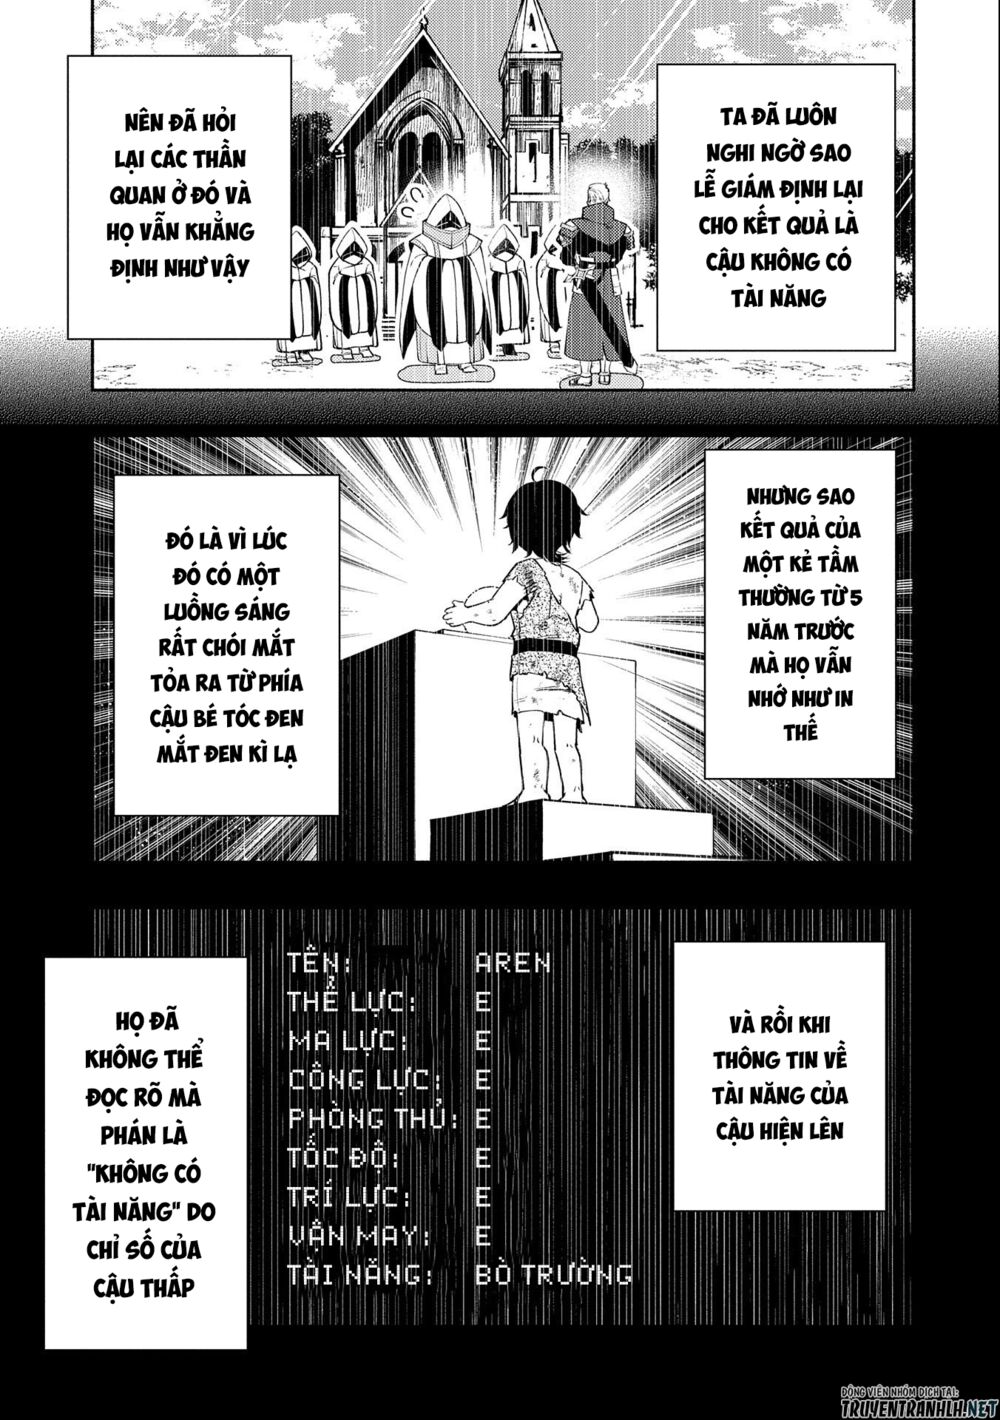 TA ĐÃ LUÔN
NGHI NGỜ SAO
LỄ GIÁM ĐỊNH LẠI
CHO KẾT QUẢ LÀ
CẬU KHÔNG CÓ
TÀI NĂNG
NÊN ĐÃ HỎI
LẠI CÁC THẦN
QUAN Ở ĐÓ VÀ
HỌ VẪN KHẲNG
ĐỊNH NHƯ VẬY
NHƯNG SAO
KẾT QUẢ CỦA
MỘT KẺ TẦM
THƯỜNG TỪ 5
NĂM TRƯỚC
MÀ HỌ VẪN
NHỚ NHƯ IN
THẾ
ĐÓ LÀ VÌ LÚC
ĐÓ CÓ MỘT
LUỒNG SÁNG
RẤT CHÓI MẮT
TỎA RA TỪ PHÍA
CẬU BÉ TÓC ĐEN
MẮT ĐEN KÌ LẠ
VÀ RỒI KHI
THÔNG TIN VỀ
TÀI NĂNG CỦA
CẬU HIỆN LÊN
TÊN: AREN
THỂ LỰC: E
MA LỰC: E
CÔNG LỰC: E
PHÒNG THỦ: E
TỐC ĐỘ: E
TRÍ LỰC: E
VẬN MAY: E
TÀI NĂNG: BÒ TRƯỜNG
HỌ ĐÃ
KHÔNG THỂ
ĐỌC RÕ MÀ
PHÁN LÀ
"KHÔNG CÓ
TÀI NĂNG" DO
CHỈ SỐ CỦA
CẬU THẤP
ĐỘNG VIÊN NHÓM DỊCH TẠI:
TRUYENTRANHLH.NET